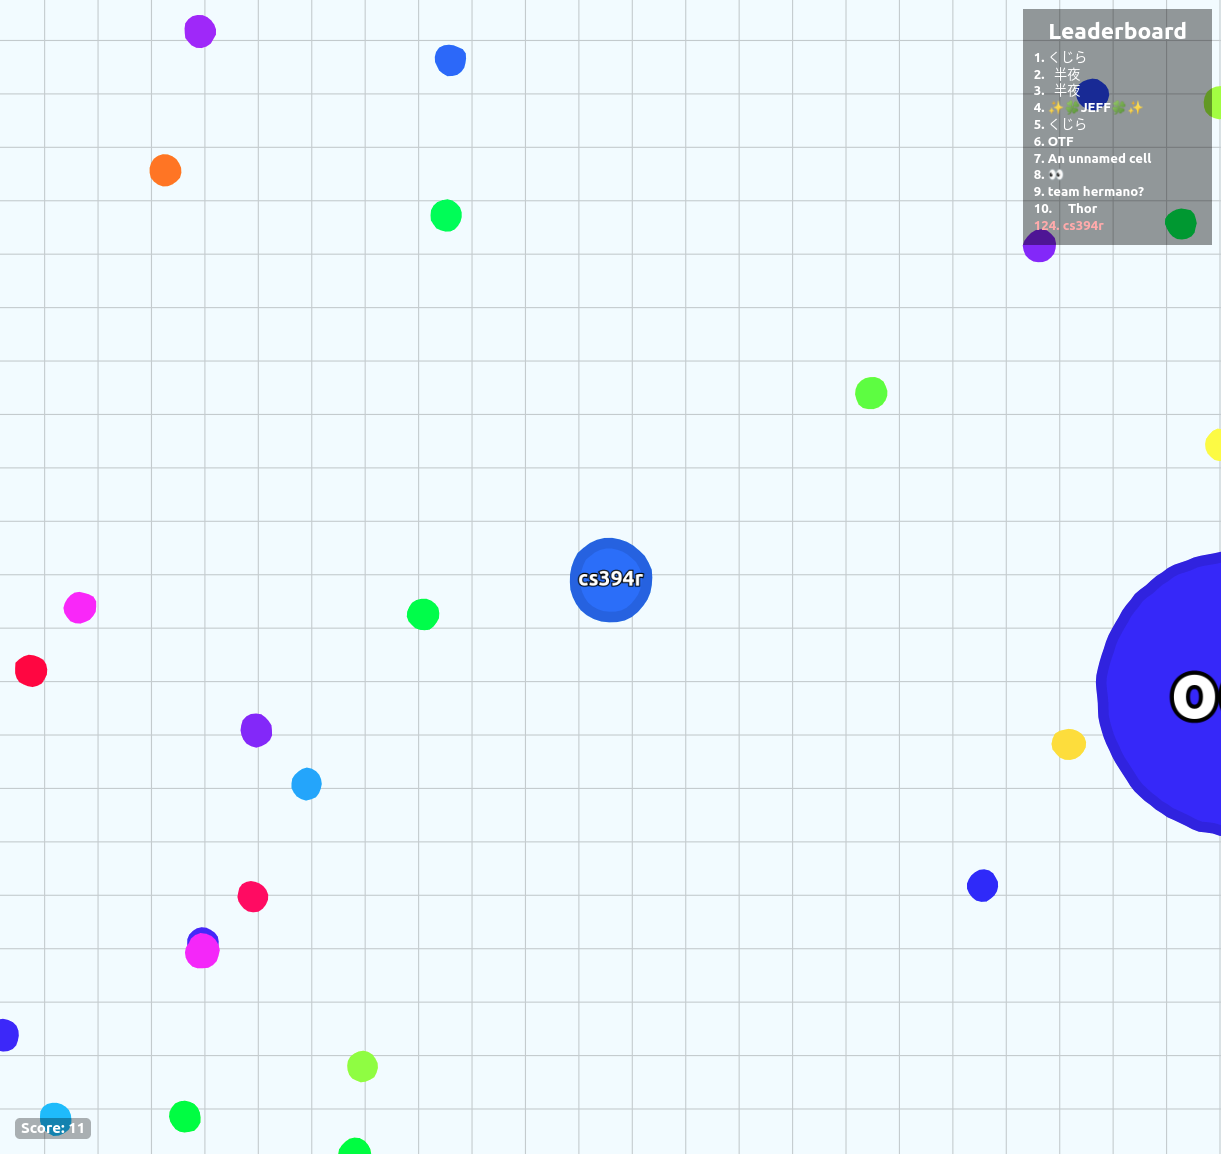 Leaderboard
1. くじら
2. 半夜
3. 半夜
4. ✨🍀JEFF🍀✨
5. くじら
6. OTF
7. An unnamed cell
8. 👀
9. team hermano?
10. Thor
124. cs394r
cs394r
Score: 11